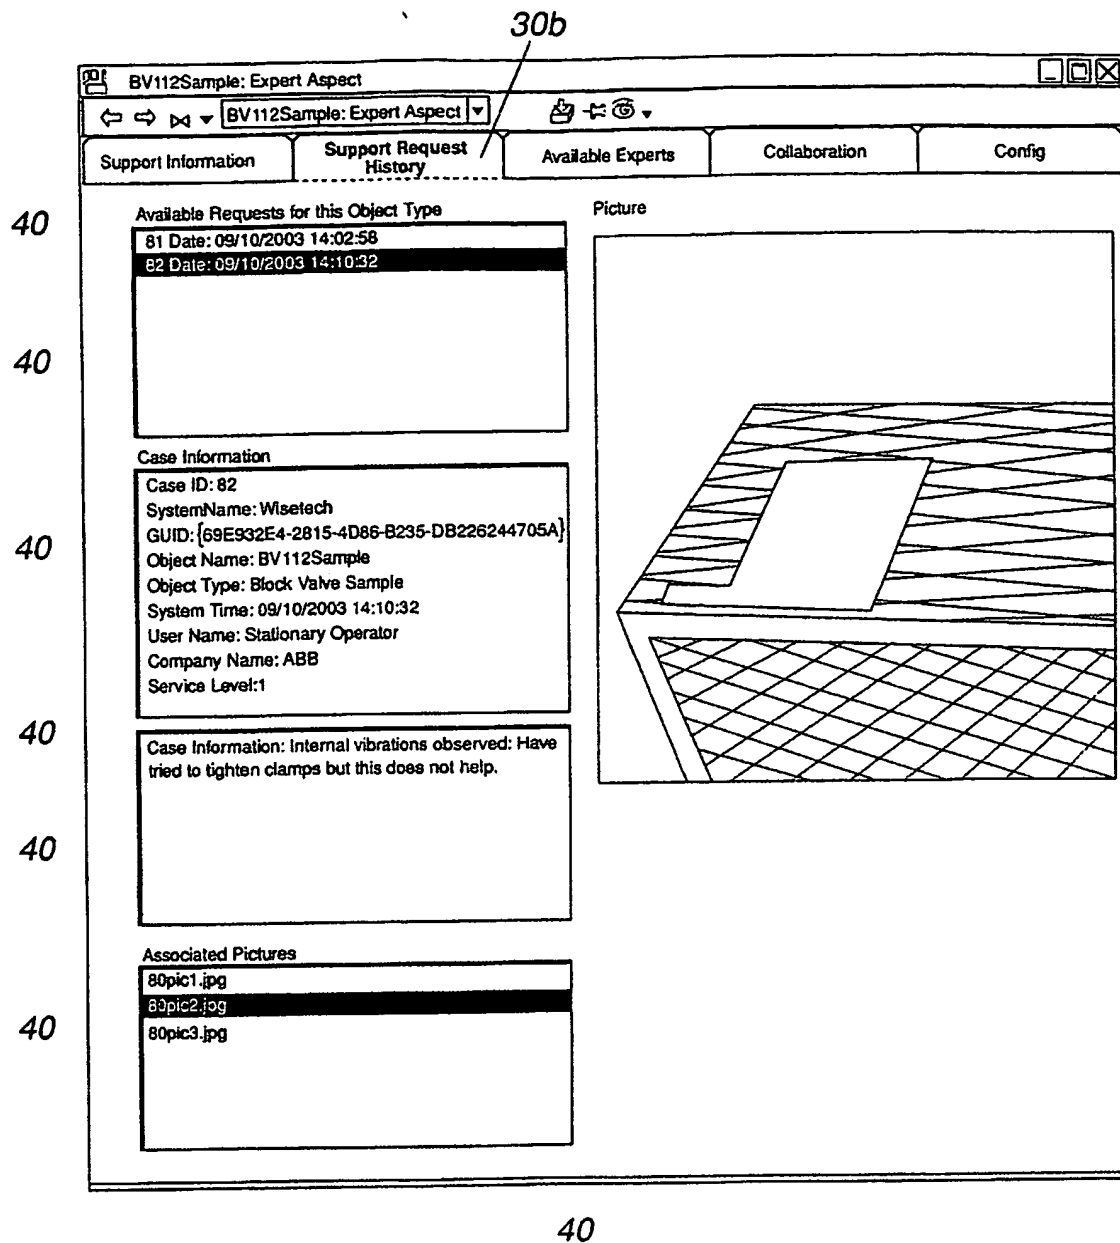 30b
BV112Sample: Expert Aspect
BV112Sample: Expert Aspect
Support Information
Support Request
History
Available Experts
Collaboration
Config
40
Available Requests for this Object Type
81 Date: 09/10/2003 14:02:58
82 Date: 09/10/2003 14:10:32
Picture
40
Case Information
Case ID: 82
SystemName: Wisetech
GUID: {69E932E4-2815-4D86-B235-DB226244705A}
40
Object Name: BV112Sample
Object Type: Block Valve Sample
System Time: 09/10/2003 14:10:32
User Name: Stationary Operator
Company Name: ABB
Service Level:1
40
Case Information: Internal vibrations observed: Have
tried to tighten clamps but this does not help.
40
Associated Pictures
80pic1.jpg
80pic2.jpg
40
80pic3.jpg
40